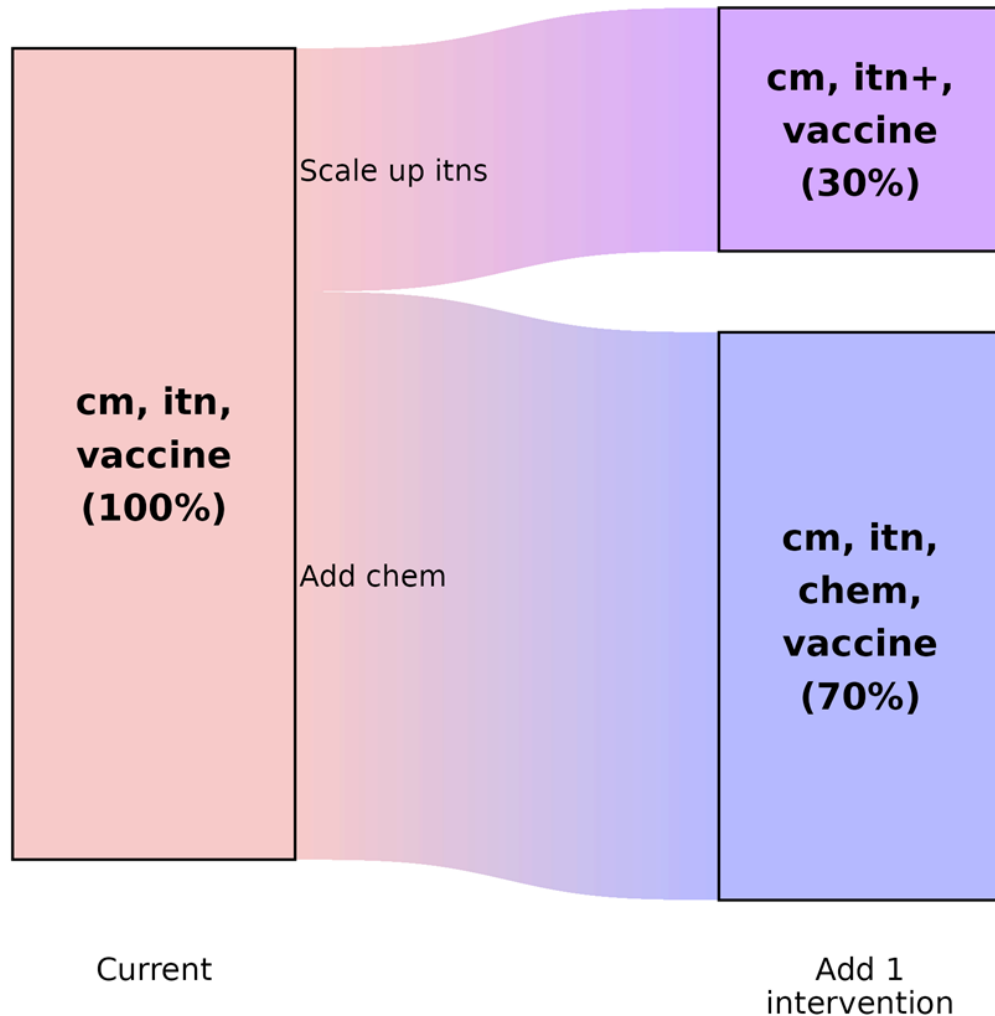 cm, itn,
vaccine
(100%)
Scale up itns
Add chem
cm, itn+,
vaccine
(30%)
cm, itn,
chem,
vaccine
(70%)
Current
Add 1
intervention